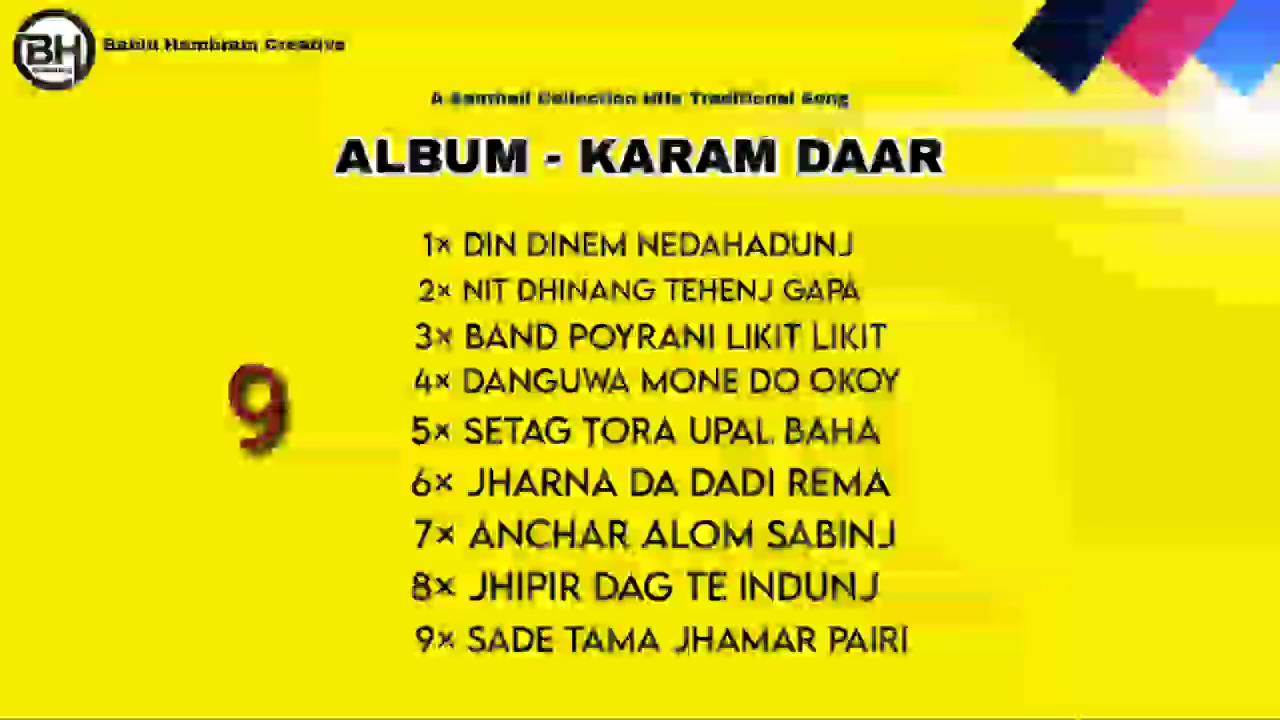 BH
Bablu Hembram Creative
A Santhali Collection Hits Traditional Song
ALBUM - KARAM DAAR
1× DIN DINEM NEDAHADUNJ
2× NIT DHINANG TEHENJ GAPA
3× BAND POYRANI LIKIT LIKIT
4× DANGUWA MONE DO OKOY
9
5× SETAG TORA UPAL BAHA
6× JHARNA DA DADI REMA
7× ANCHAR ALOM SABINJ
8× JHIPIR DAG TE INDUNJ
9× SADE TAMA JHAMAR PAIRI